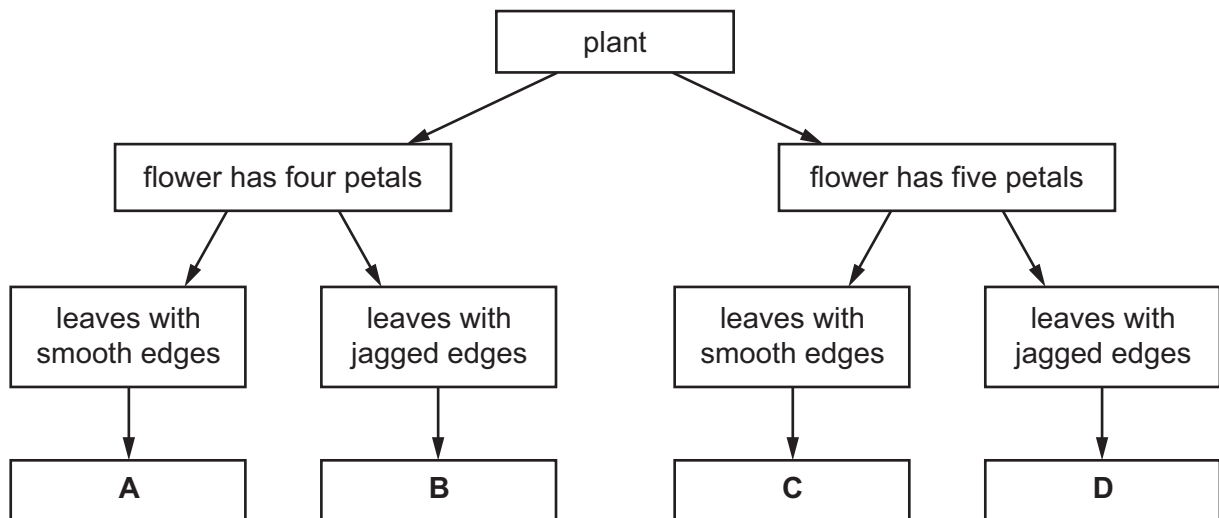 plant
flower has four petals
flower has five petals
leaves with
smooth edges
leaves with
jagged edges
leaves with
smooth edges
leaves with
jagged edges
A
B
C
D